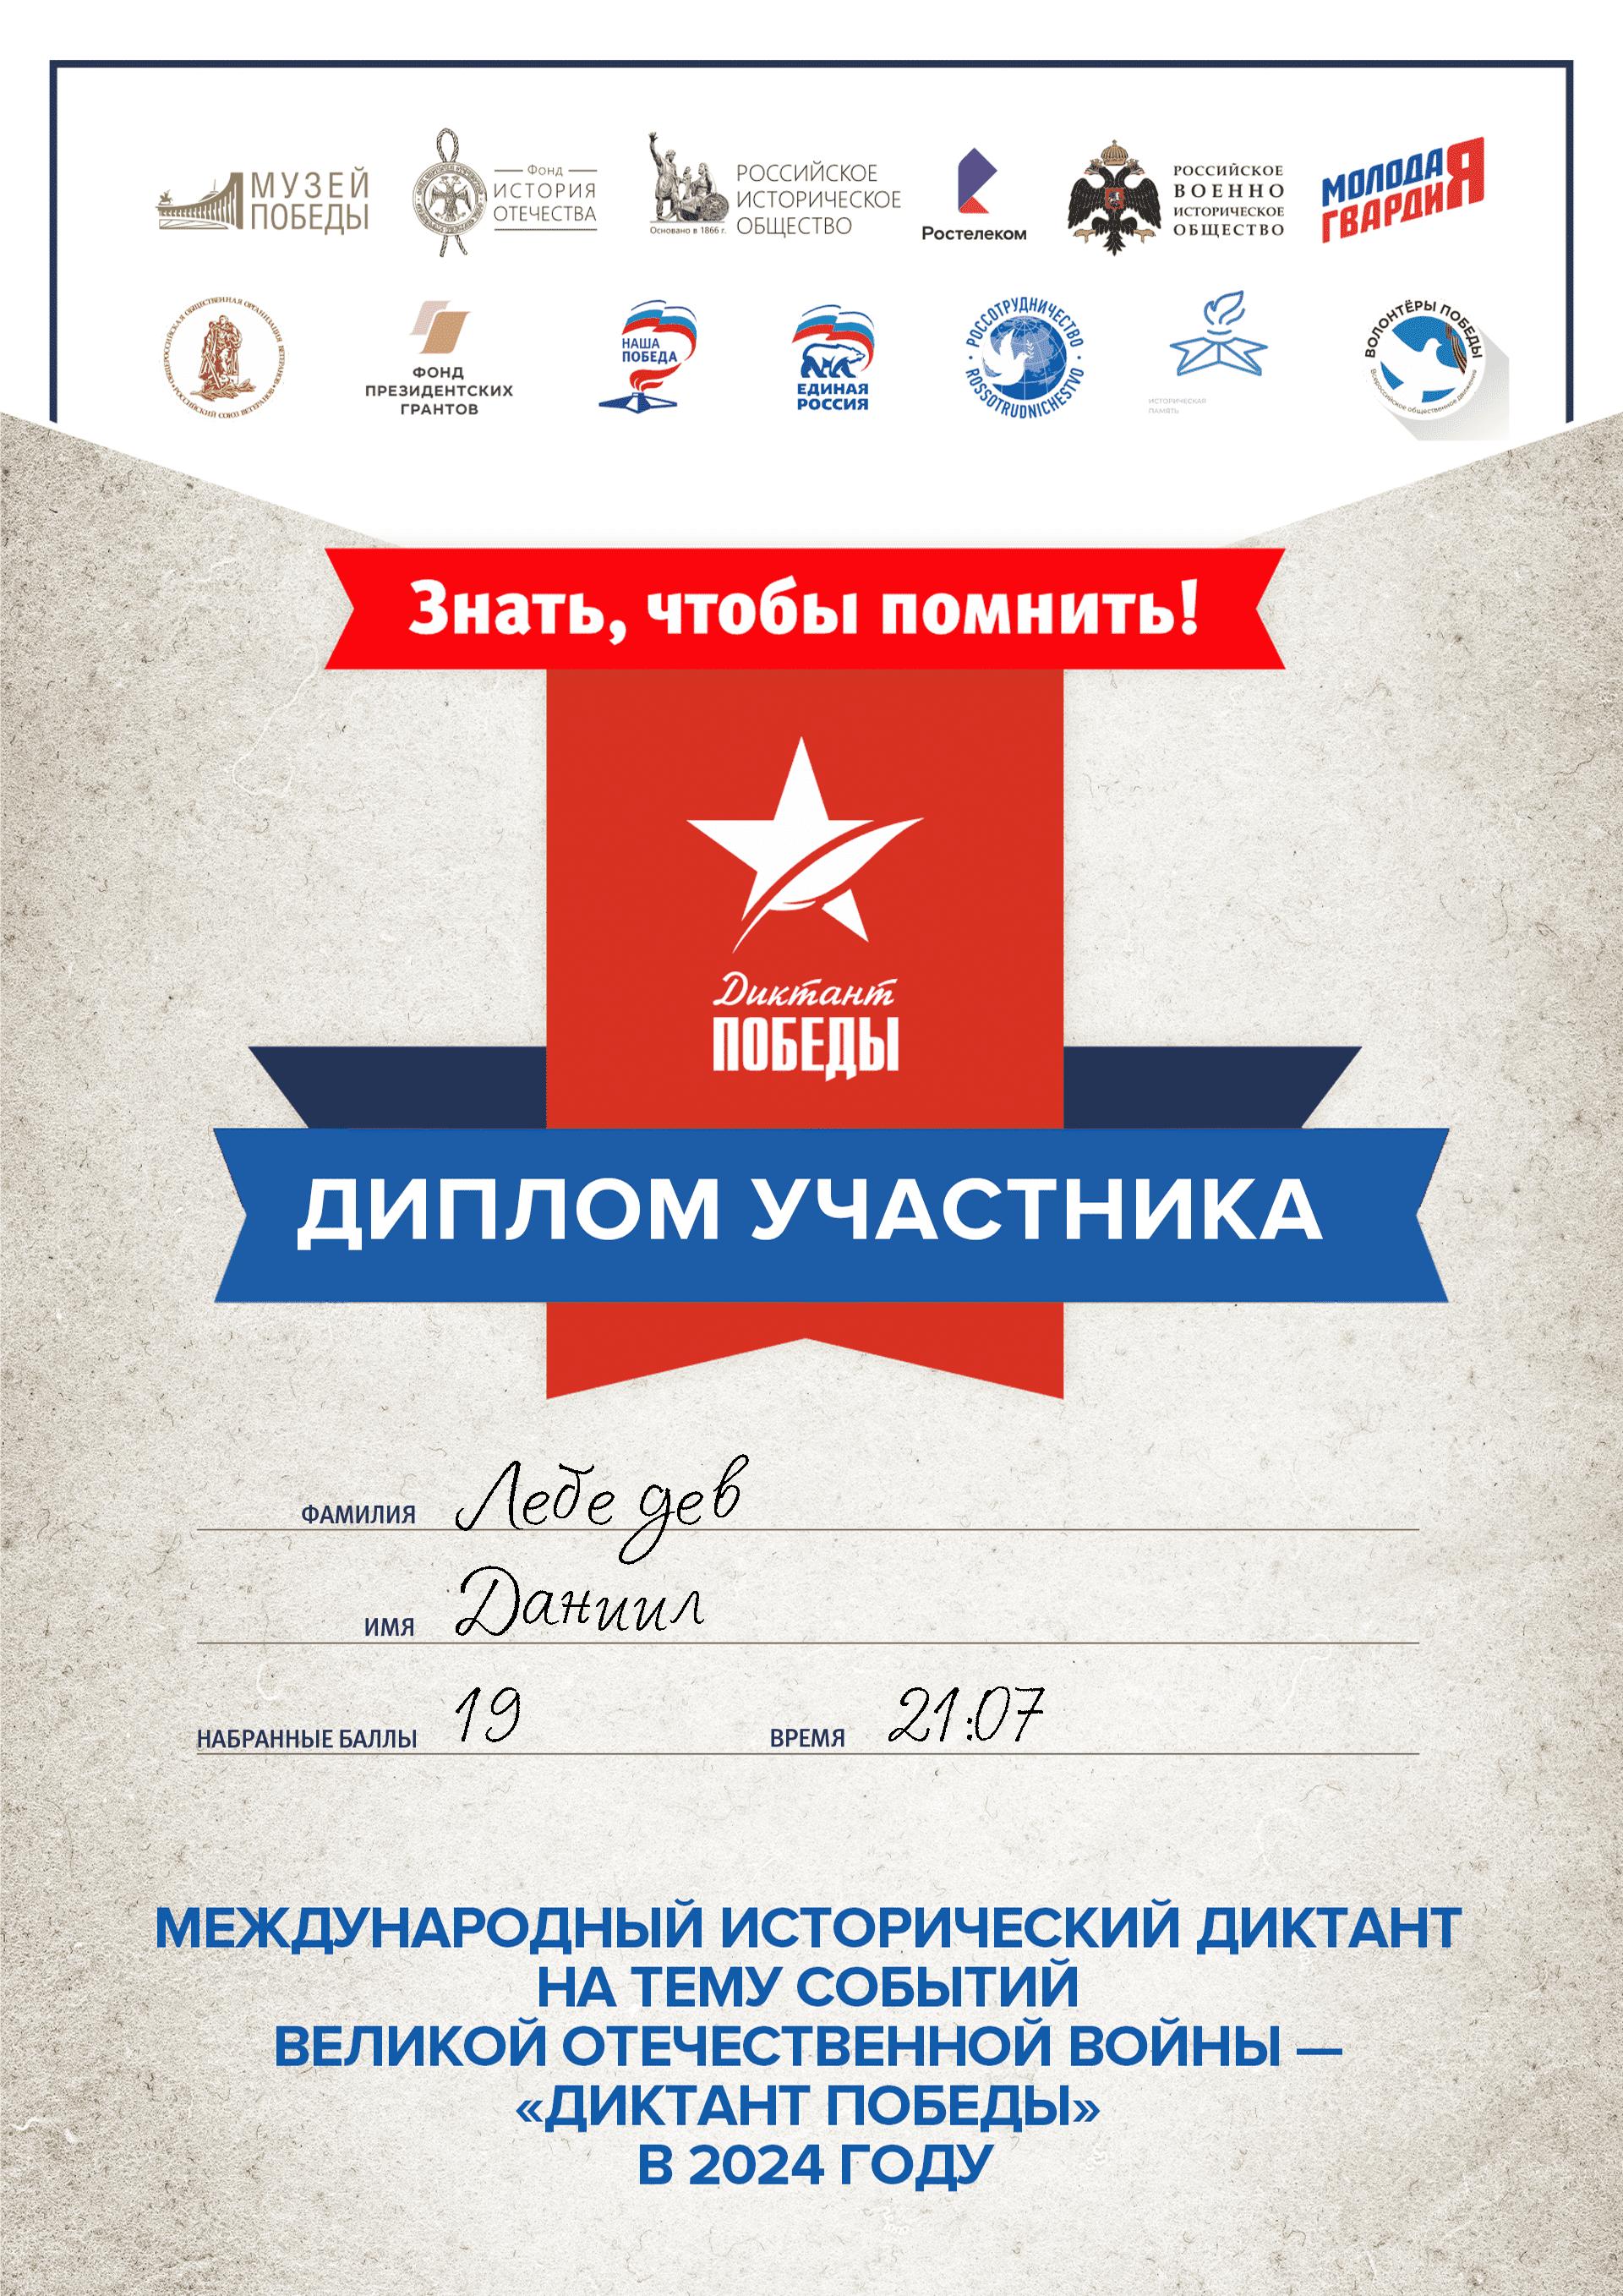 МУЗЕЙ
ПОБЕДЫ
Фонд
ИСТОРИЯ
ОТЕЧЕСТВА
Основано в 1866 г.
РОССИЙСКОЕ
ИСТОРИЧЕСКОЕ
ОБЩЕСТВО
Ростелеком
РОССИЙСКОЕ
ВОЕННО
ИСТОРИЧЕСКОЕ
ОБЩЕСТВО
МОЛОДАЯ
ГВАРДИЯ
ОБЩЕРОССИЙСКАЯ ОБЩЕСТВЕННАЯ ОРГАНИЗАЦИЯ ВЕТЕРАНОВ
РОССИЙСКИЙ СОЮЗ ВЕТЕРАНОВ
ФОНД
ПРЕЗИДЕНТСКИХ
ГРАНТОВ
НАША
ПОБЕДА
ЕДИНАЯ
РОССИЯ
РОССОТРУДНИЧЕСТВО
ROSSOTRUDNICHESTVO
ИСТОРИЧЕСКАЯ
ПАМЯТЬ
ВОЛОНТЁРЫ ПОБЕДЫ
Всероссийское общественное движение
Знать, чтобы помнить!
Диктант
ПОБЕДЫ
ДИПЛОМ УЧАСТНИКА
ФАМИЛИЯ Лебедев
ИМЯ Даниил
НАБРАННЫЕ БАЛЛЫ 19 ВРЕМЯ 21:07
МЕЖДУНАРОДНЫЙ ИСТОРИЧЕСКИЙ ДИКТАНТ
НА ТЕМУ СОБЫТИЙ
ВЕЛИКОЙ ОТЕЧЕСТВЕННОЙ ВОЙНЫ —
«ДИКТАНТ ПОБЕДЫ»
В 2024 ГОДУ